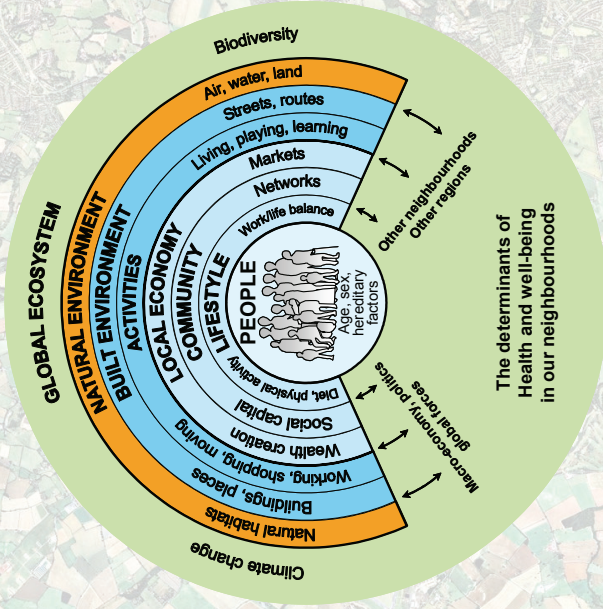 Biodiversity
Air, water, land
Streets, routes
Living, playing, learning
Markets
Networks
Work/life balance
GLOBAL ECOSYSTEM
NATURAL ENVIRONMENT
BUILT ENVIRONMENT
ACTIVITIES
LOCAL ECONOMY
COMMUNITY
LIFESTYLE
PEOPLE
Age, sex,
hereditary
factors
Diet, physical activity
Social capital
Wealth creation
Working, shopping, moving
Buildings, places
Natural habitats
Climate change
Other neighbourhoods
Other regions
Macro-economy, politics
global forces
The determinants of
Health and well-being
in our neighbourhoods